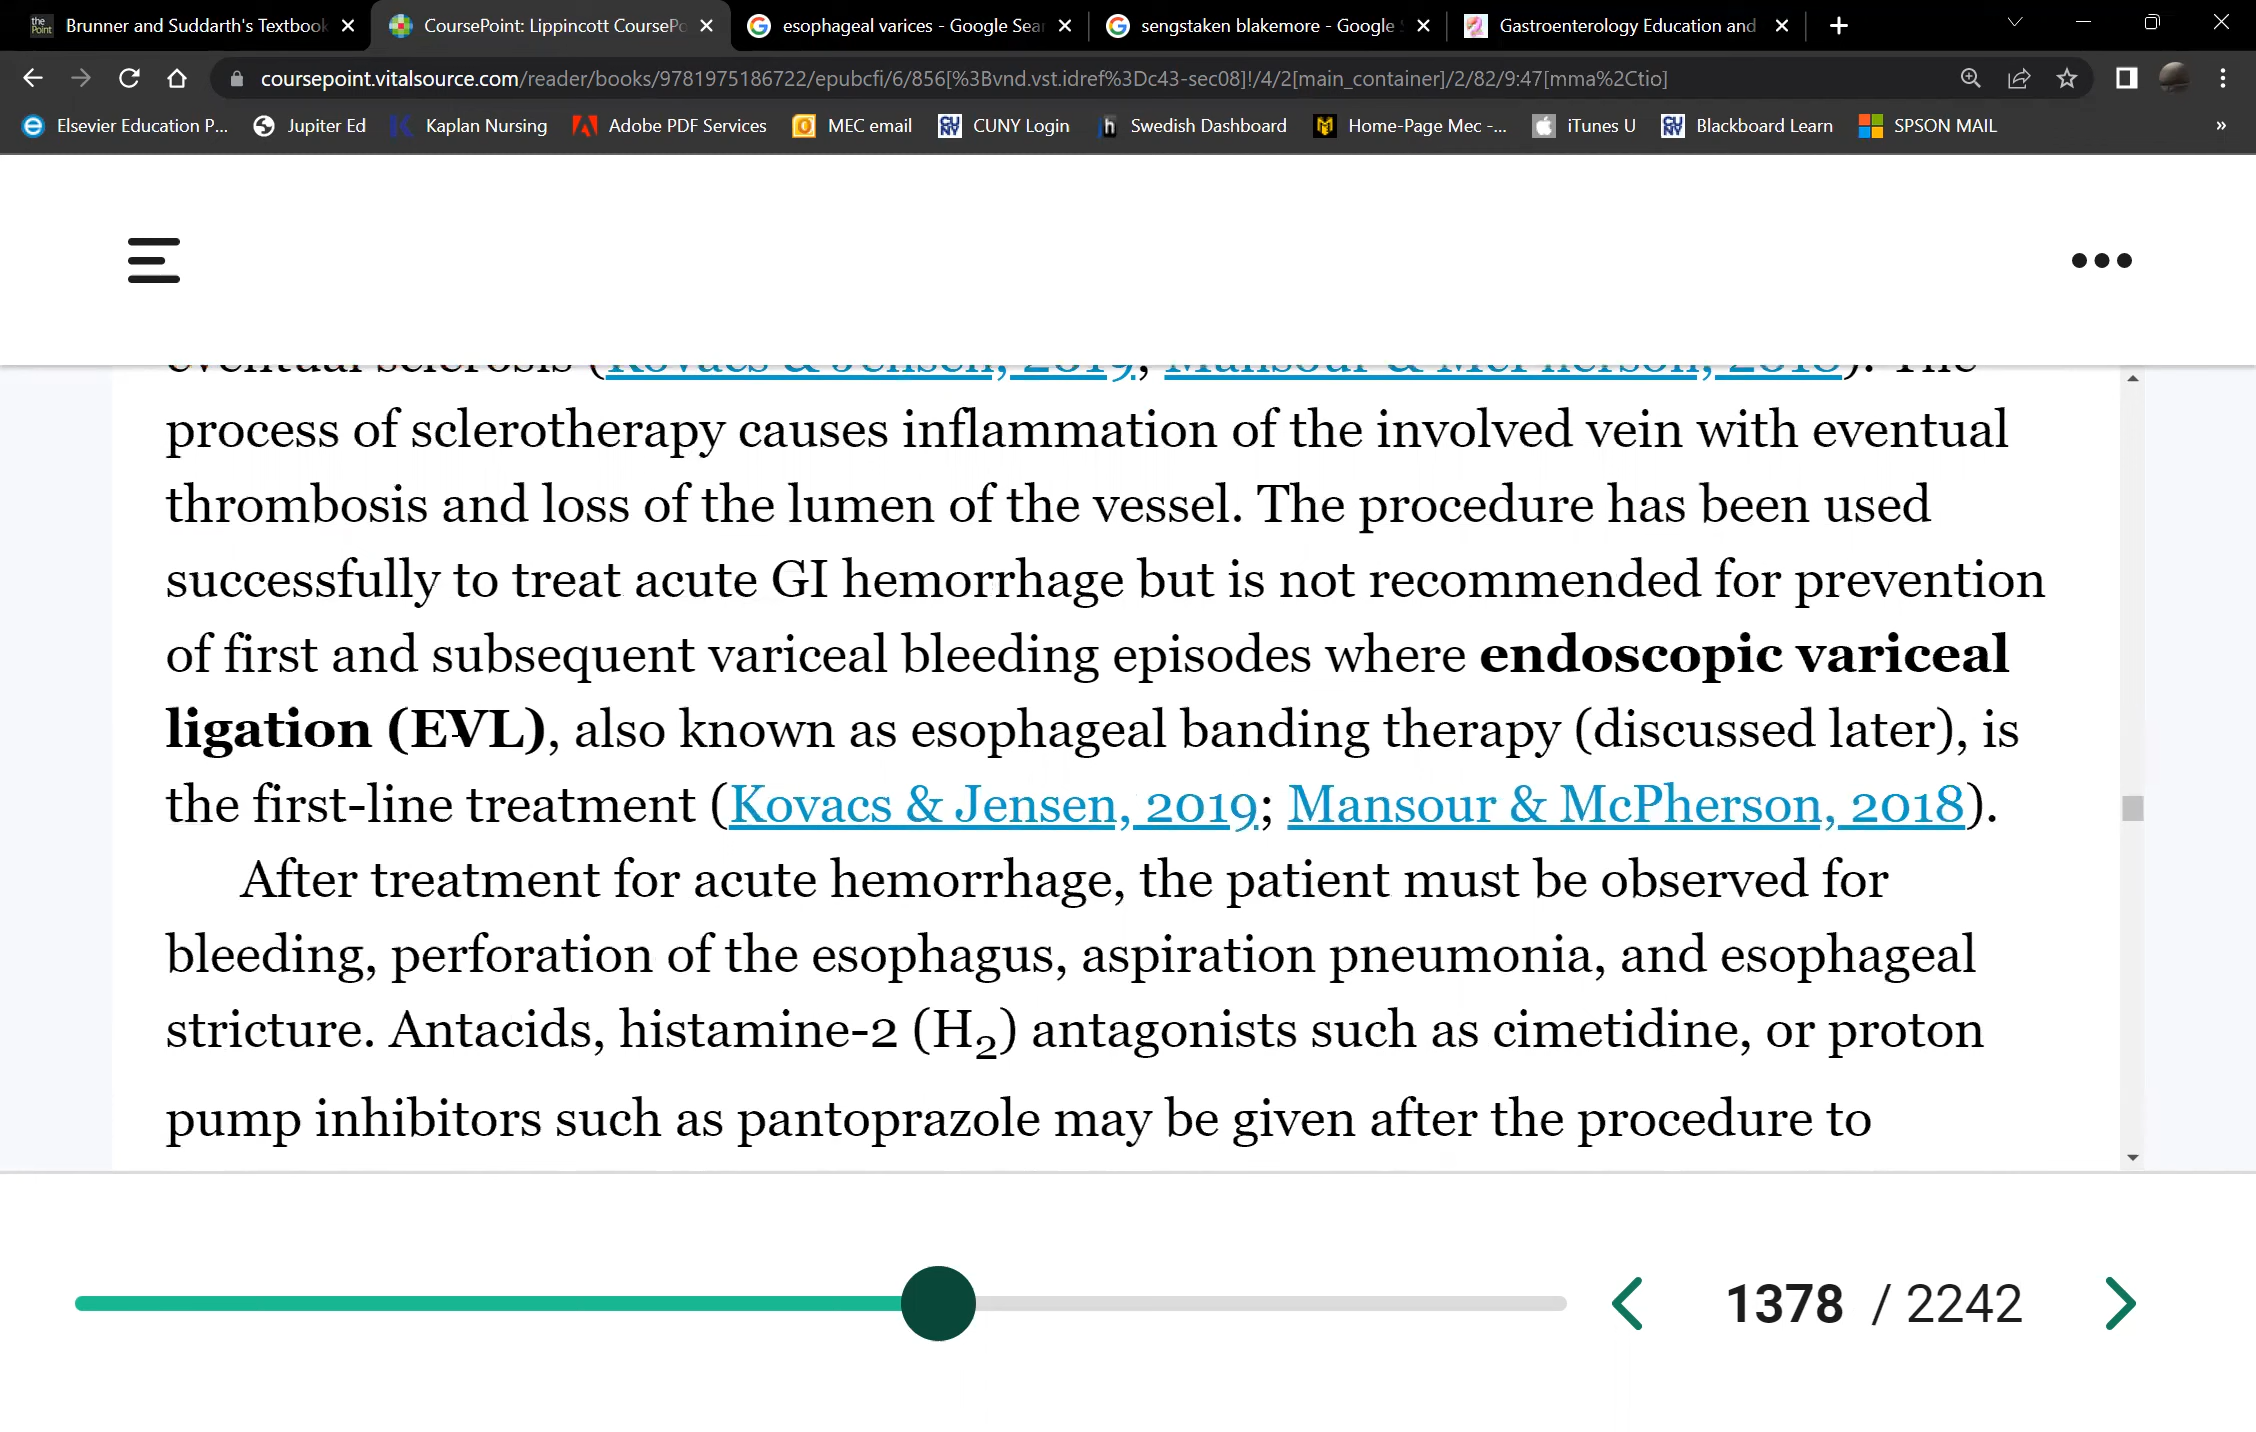 Brunner and Suddarth's Textbook
CoursePoint: Lippincott CoursePo
esophageal varices - Google Sear
sengstaken blakemore - Google S
Gastroenterology Education and
coursepoint.vitalsource.com/reader/books/9781975186722/epubcfi/6/856[%3Bvnd.vst.idref%3Dc43-sec08]!/4/2[main_container]/2/82/9:47[mma%2Ctio]
Elsevier Education P...
Jupiter Ed
Kaplan Nursing
Adobe PDF Services
MEC email
CUNY Login
Swedish Dashboard
Home-Page Mec -...
iTunes U
Blackboard Learn
SPSON MAIL
»
eventual sclerosis (Kovacs & Jensen, 2019; Mansour & McPherson, 2018). The
process of sclerotherapy causes inflammation of the involved vein with eventual
thrombosis and loss of the lumen of the vessel. The procedure has been used
successfully to treat acute GI hemorrhage but is not recommended for prevention
of first and subsequent variceal bleeding episodes where endoscopic variceal
ligation (EVL), also known as esophageal banding therapy (discussed later), is
the first-line treatment (Kovacs & Jensen, 2019; Mansour & McPherson, 2018).
After treatment for acute hemorrhage, the patient must be observed for
bleeding, perforation of the esophagus, aspiration pneumonia, and esophageal
stricture. Antacids, histamine-2 (H₂) antagonists such as cimetidine, or proton
pump inhibitors such as pantoprazole may be given after the procedure to
1378 / 2242